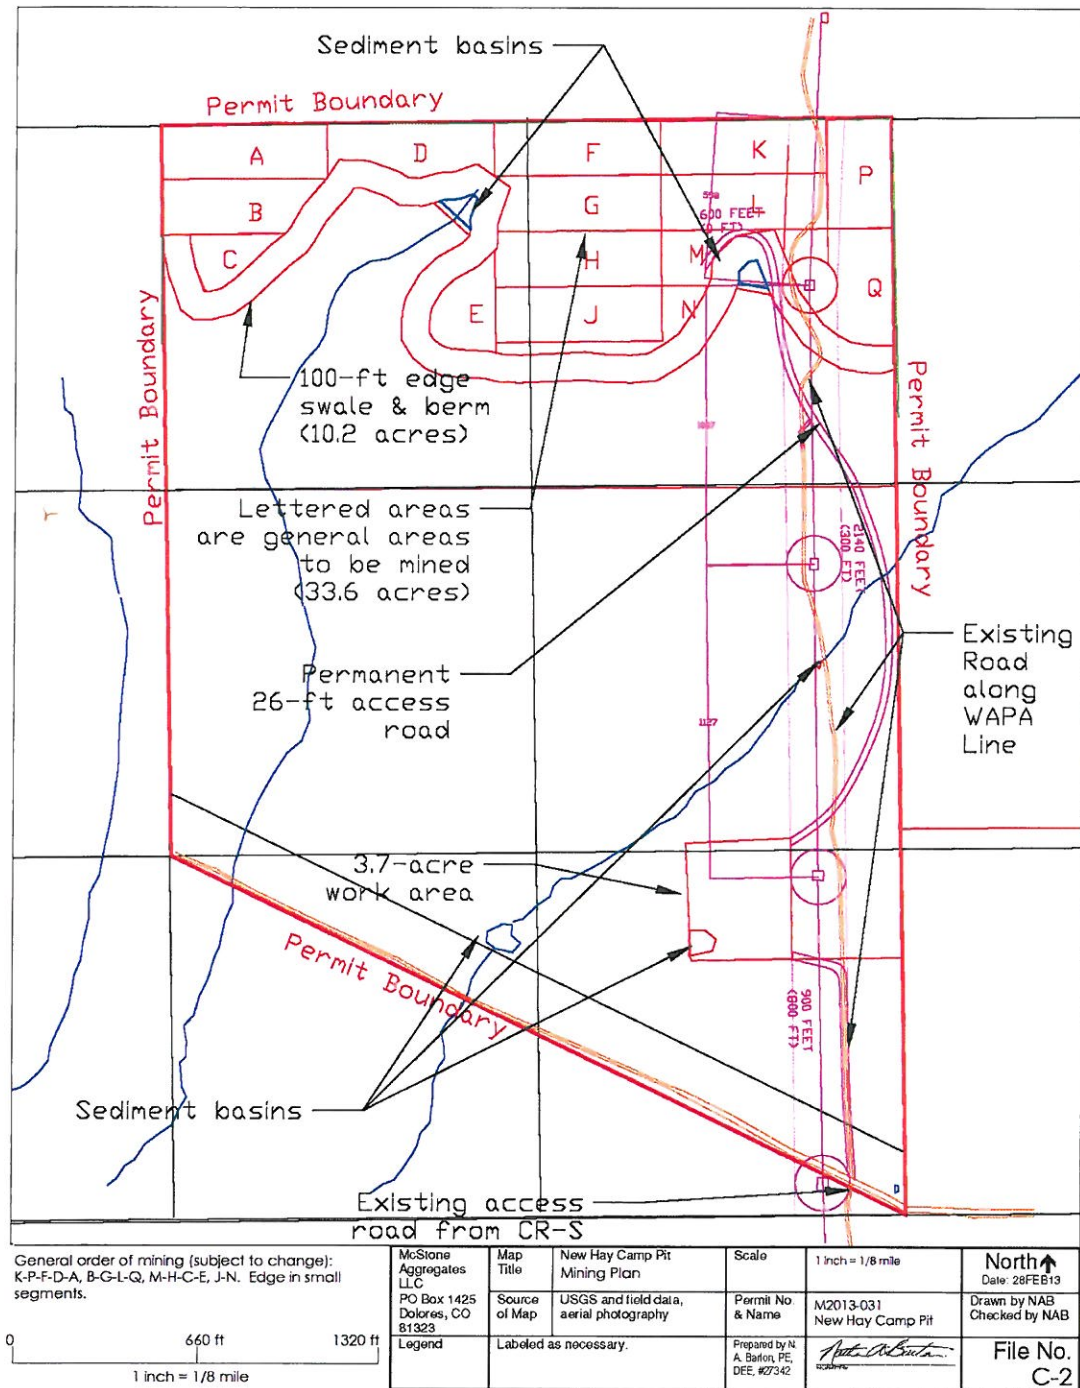 Sediment basins
Permit Boundary
A
D
F
K
P
B
G
L
598
600 FEET
C
H
M
Q
E
J
N
100-ft edge
swale & berm
(10.2 acres)
Permit Boundary
Permit Boundary
Lettered areas
are general areas
to be mined
(33.6 acres)
2140 FEET
(300 FT)
Permanent
26-ft access
road
Existing
Road
along
WAPA
Line
1127
3.7-acre
work area
Permit Boundary
900 FEET
(800 FT)
Sediment basins
Existing access
road from CR-S
General order of mining (subject to change):
K-P-F-D-A, B-G-L-Q, M-H-C-E, J-N. Edge in small
segments.
0 660 ft 1320 ft
1 inch = 1/8 mile
McStone
Aggregates
LLC
PO Box 1425
Dolores, CO
81323
Legend
Map
Title
New Hay Camp Pit
Mining Plan
Source
of Map
USGS and field data,
aerial photography
Labeled as necessary.
Scale
1 inch = 1/8 mile
Permit No.
& Name
M2013-031
New Hay Camp Pit
Prepared by N.
A. Barton, PE,
DEE, #27342
North
Date: 28FEB13
Drawn by NAB
Checked by NAB
File No.
C-2